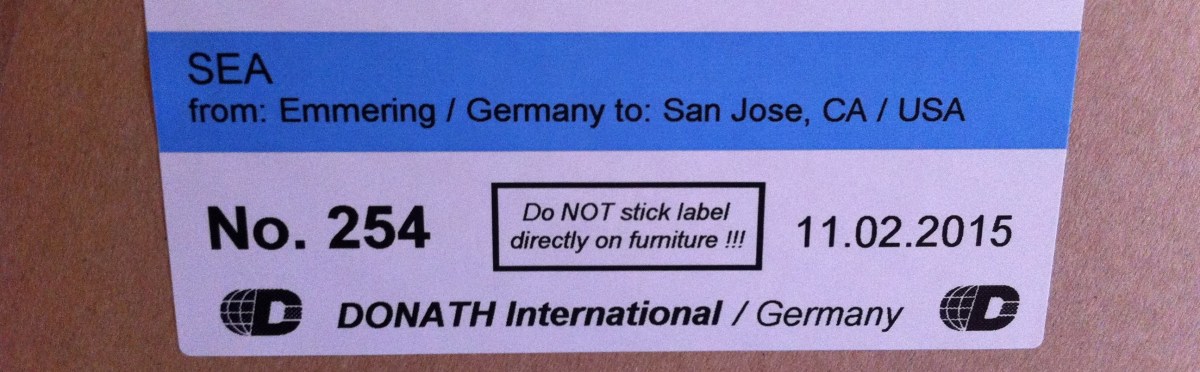 SEA
from: Emmering / Germany to: San Jose, CA / USA
No. 254
Do NOT stick label
directly on furniture !!!
11.02.2015
DONATH International / Germany